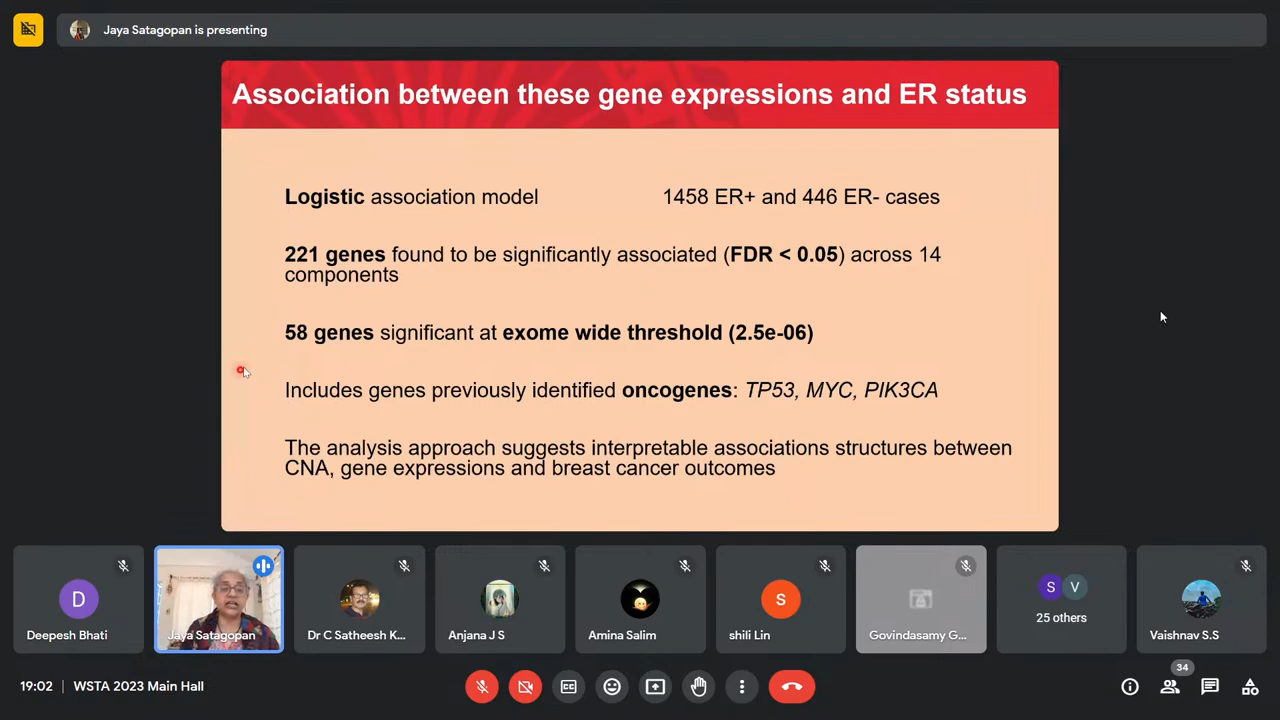 Jaya Satagopan is presenting
Association between these gene expressions and ER status
Logistic association model 1458 ER+ and 446 ER- cases
221 genes found to be significantly associated (FDR < 0.05) across 14
components
58 genes significant at exome wide threshold (2.5e-06)
Includes genes previously identified oncogenes: TP53, MYC, PIK3CA
The analysis approach suggests interpretable associations structures between
CNA, gene expressions and breast cancer outcomes
D
S
S V
25 others
Deepesh Bhati
Jaya Satagopan
Dr C Satheesh K...
Anjana J S
Amina Salim
shili Lin
Govindasamy G...
Vaishnav S.S
34
19:02 | WSTA 2023 Main Hall